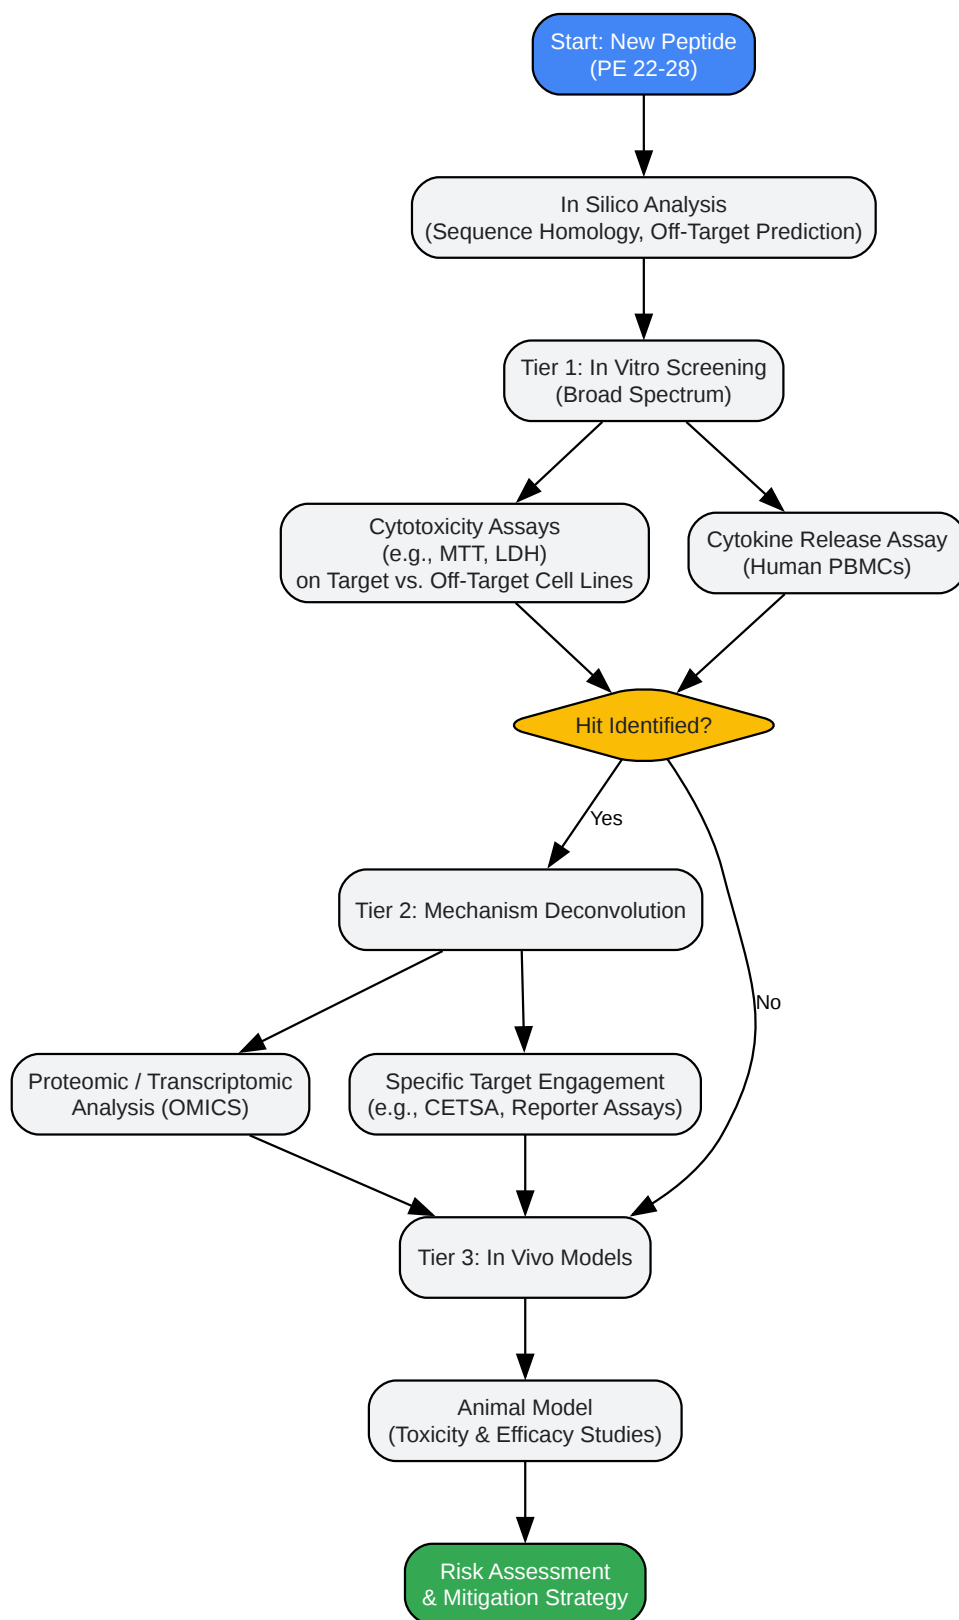 Start: New Peptide
(PE 22-28)
In Silico Analysis
(Sequence Homology, Off-Target Prediction)
Tier 1: In Vitro Screening
(Broad Spectrum)
Cytotoxicity Assays
(e.g., MTT, LDH)
on Target vs. Off-Target Cell Lines
Cytokine Release Assay
(Human PBMCs)
Hit Identified?
Yes
Tier 2: Mechanism Deconvolution
No
Proteomic / Transcriptomic
Analysis (OMICS)
Specific Target Engagement
(e.g., CETSA, Reporter Assays)
Tier 3: In Vivo Models
Animal Model
(Toxicity & Efficacy Studies)
Risk Assessment
& Mitigation Strategy